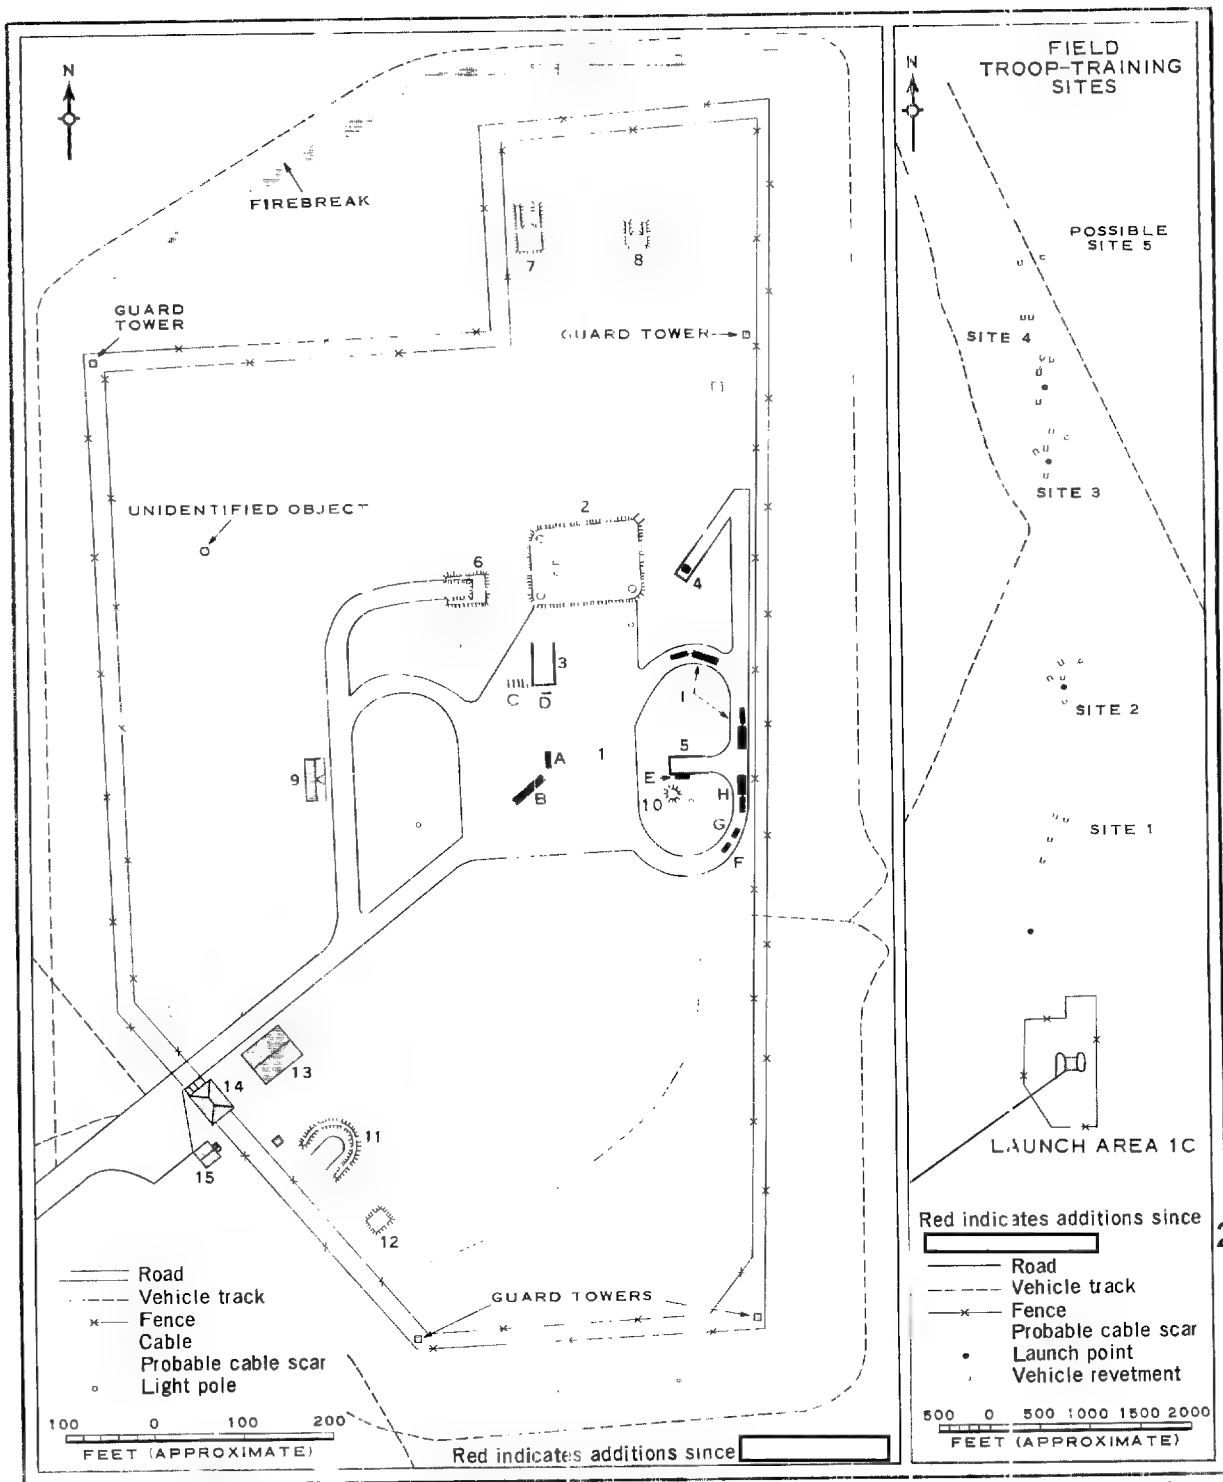 N
FIREBREAK
GUARD
TOWER
7
8
GUARD TOWER
UNIDENTIFIED OBJECT
2
6
4
3
C
D
I
1
5
A
B
E
10
H
G
F
9
13
14
11
15
12
GUARD TOWERS
Road
Vehicle track
Fence
Cable
Probable cable scar
Light pole
100 0 100 200
FEET (APPROXIMATE)
Red indicates additions since
FIELD
TROOP-TRAINING
SITES
N
POSSIBLE
SITE 5
SITE 4
SITE 3
SITE 2
SITE 1
LAUNCH AREA 1C
Red indicates additions since
Road
Vehicle track
Fence
Probable cable scar
Launch point
Vehicle revetment
500 0 500 1000 1500 2000
FEET (APPROXIMATE)